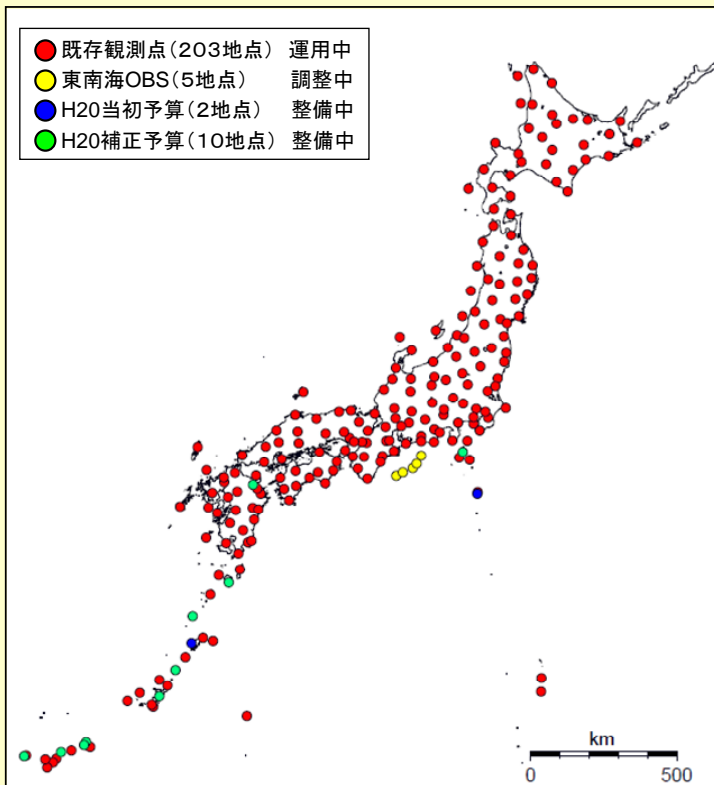 既存観測点(203地点) 運用中
東南海OBS(5地点) 調整中
H20当初予算(2地点) 整備中
H20補正予算(10地点) 整備中
km
0 500